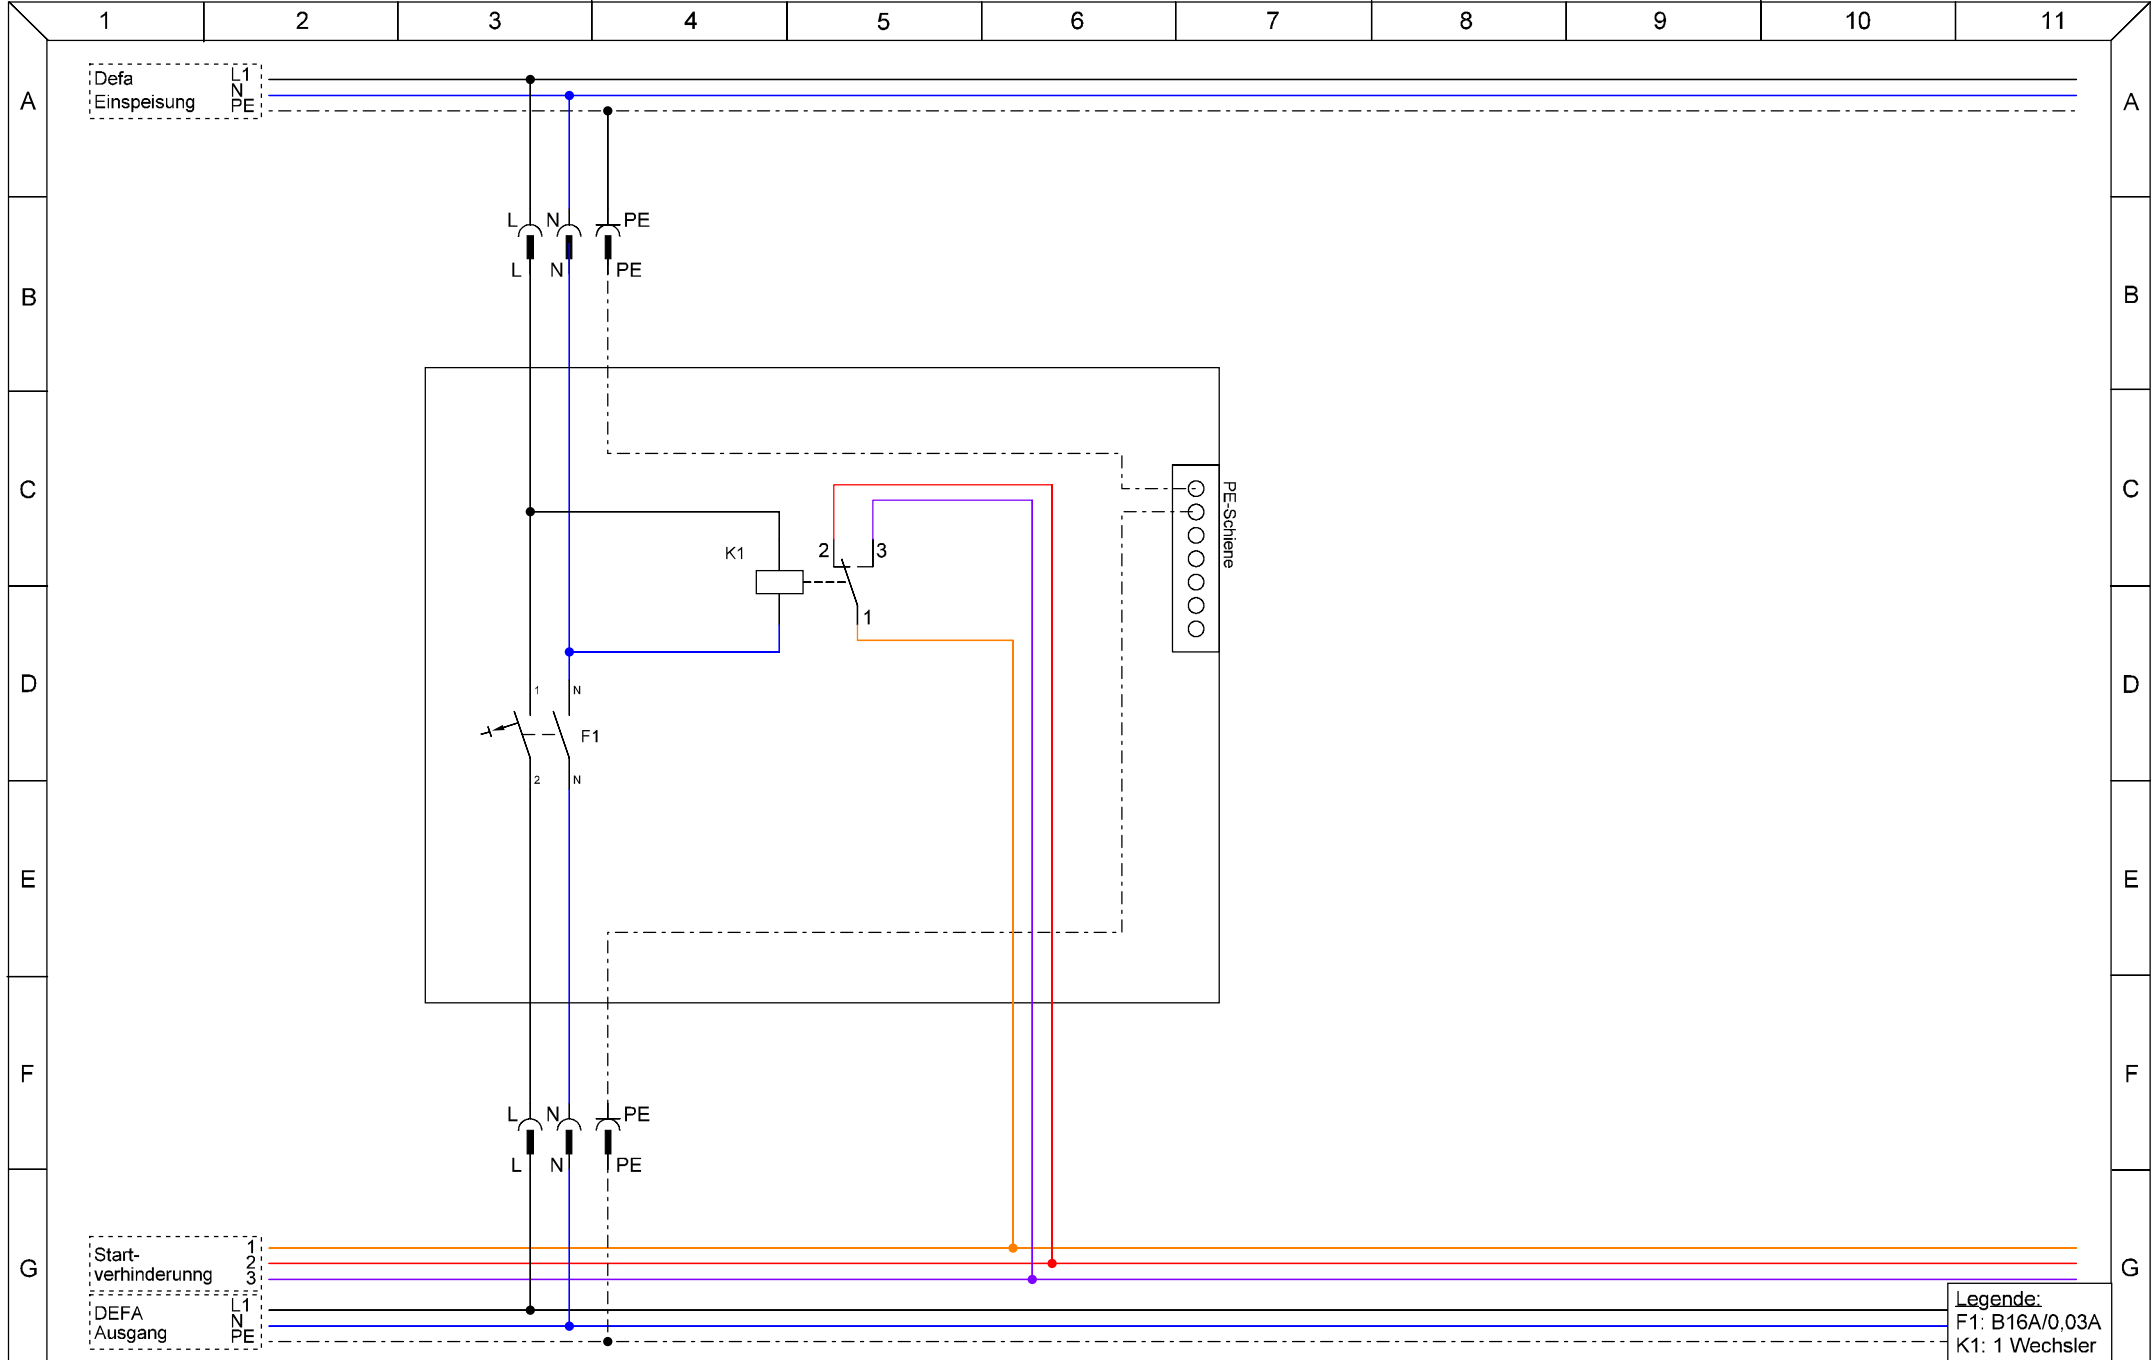 1 2 3 4 5 6 7 8 9 10 11
A A
Defa L1
N
Einspeisung PE
L N PE
L N PE
B B
C C
PE-Schiene
K1 2 3
1
D D
1 N
F1
2 N
E E
F F
L N PE
L N PE
G G
Start- 1
2
verhinderunng 3
DEFA L1
N
Ausgang PE
Legende:
F1: B16A/0,03A
K1: 1 Wechsler